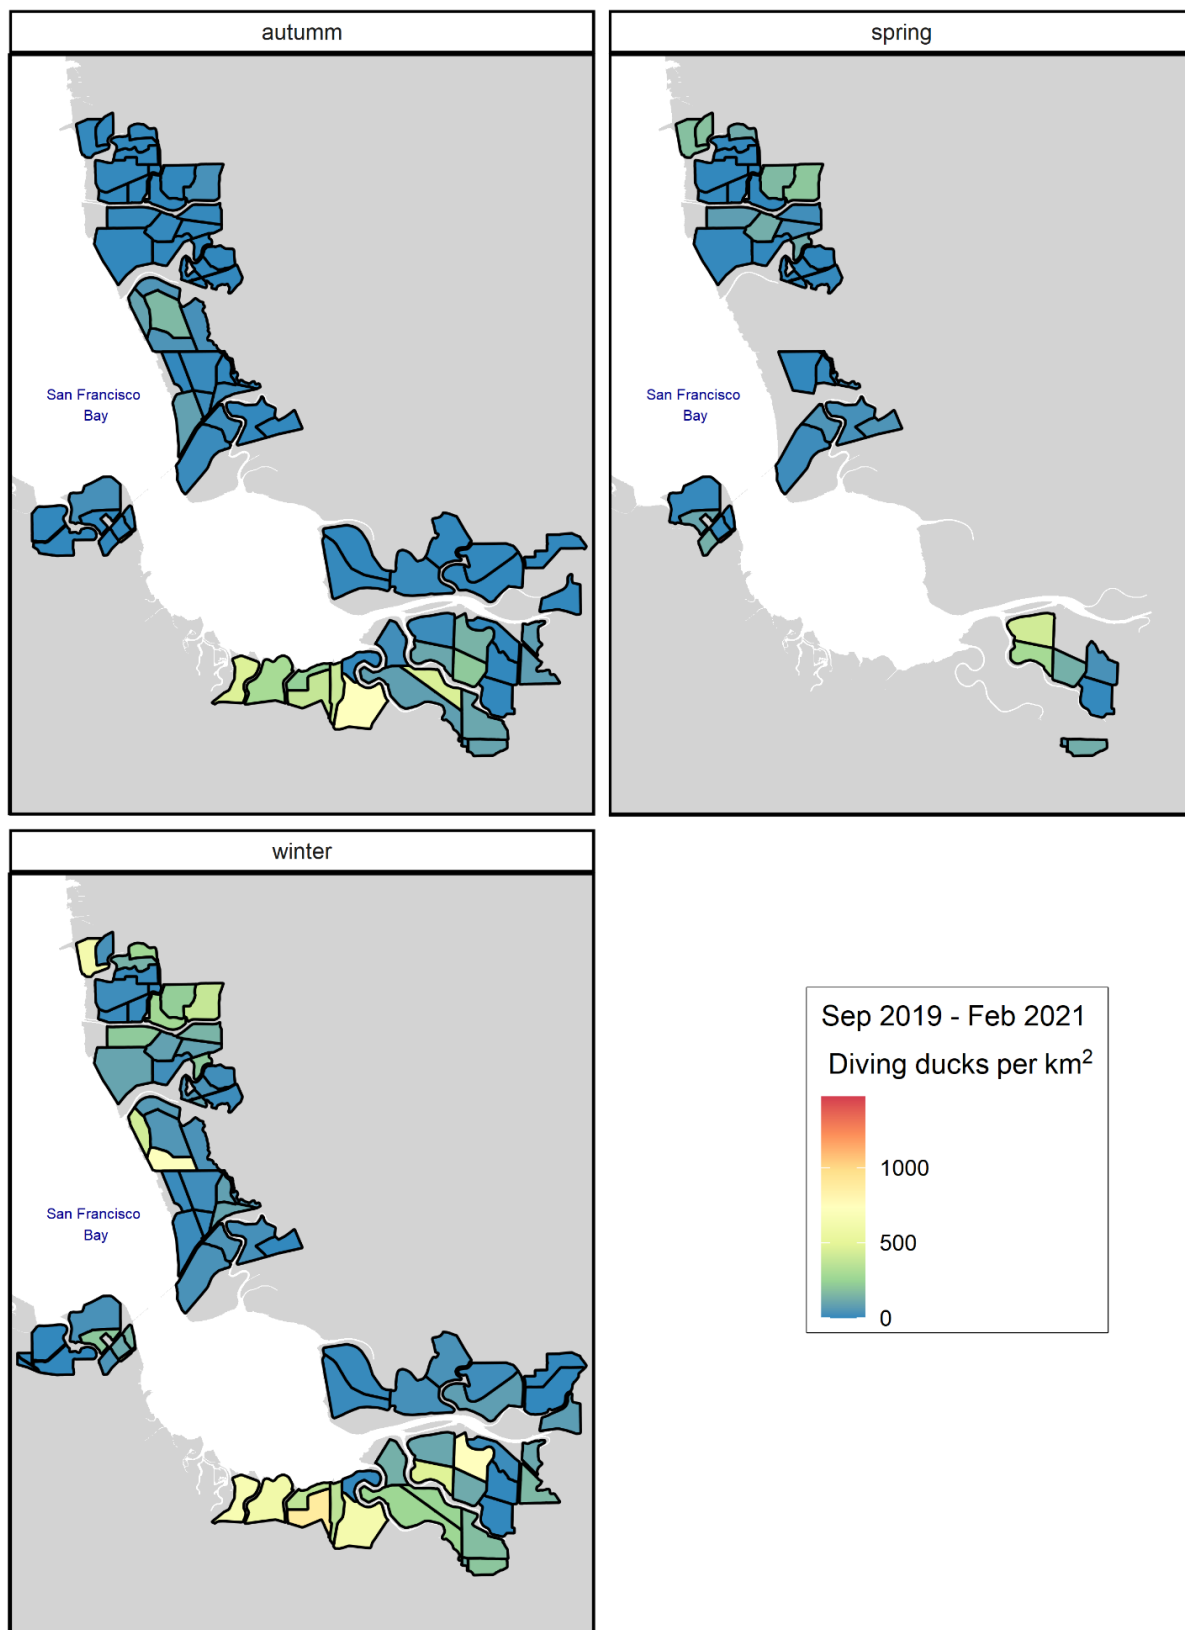 autumm
spring
San Francisco
Bay
San Francisco
Bay
winter
San Francisco
Bay
Sep 2019 - Feb 2021
Diving ducks per km²
1000
500
0